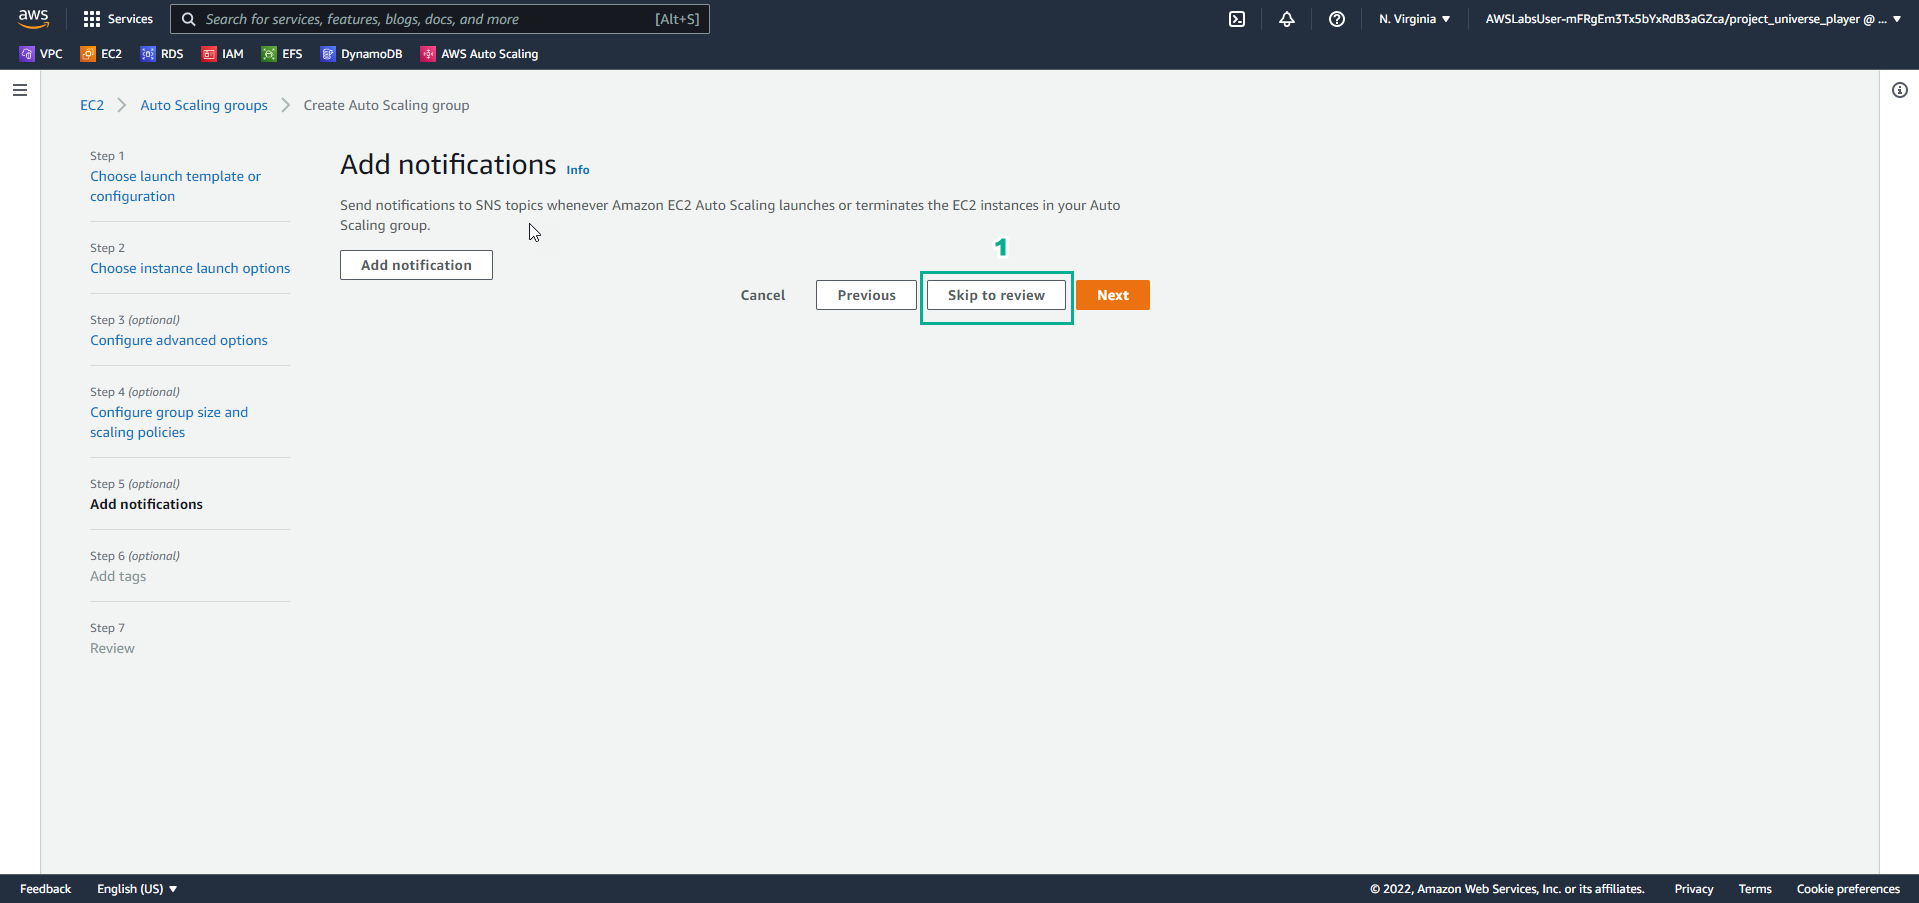 aws Services Search for services, features, blogs, docs, and more [Alt+S] N. Virginia ▼ AWSLabsUser-mFRgEm3Tx5bYxRdB3aGZca/project_universe_player @ ... ▼
VPC EC2 RDS IAM EFS DynamoDB AWS Auto Scaling
EC2 > Auto Scaling groups > Create Auto Scaling group
Step 1
Choose launch template or
configuration
Step 2
Choose instance launch options
Step 3 (optional)
Configure advanced options
Step 4 (optional)
Configure group size and
scaling policies
Step 5 (optional)
Add notifications
Step 6 (optional)
Add tags
Step 7
Review
Add notifications Info
Send notifications to SNS topics whenever Amazon EC2 Auto Scaling launches or terminates the EC2 instances in your Auto
Scaling group.
Add notification
1
Cancel Previous Skip to review Next
Feedback English (US) ▼ © 2022, Amazon Web Services, Inc. or its affiliates. Privacy Terms Cookie preferences